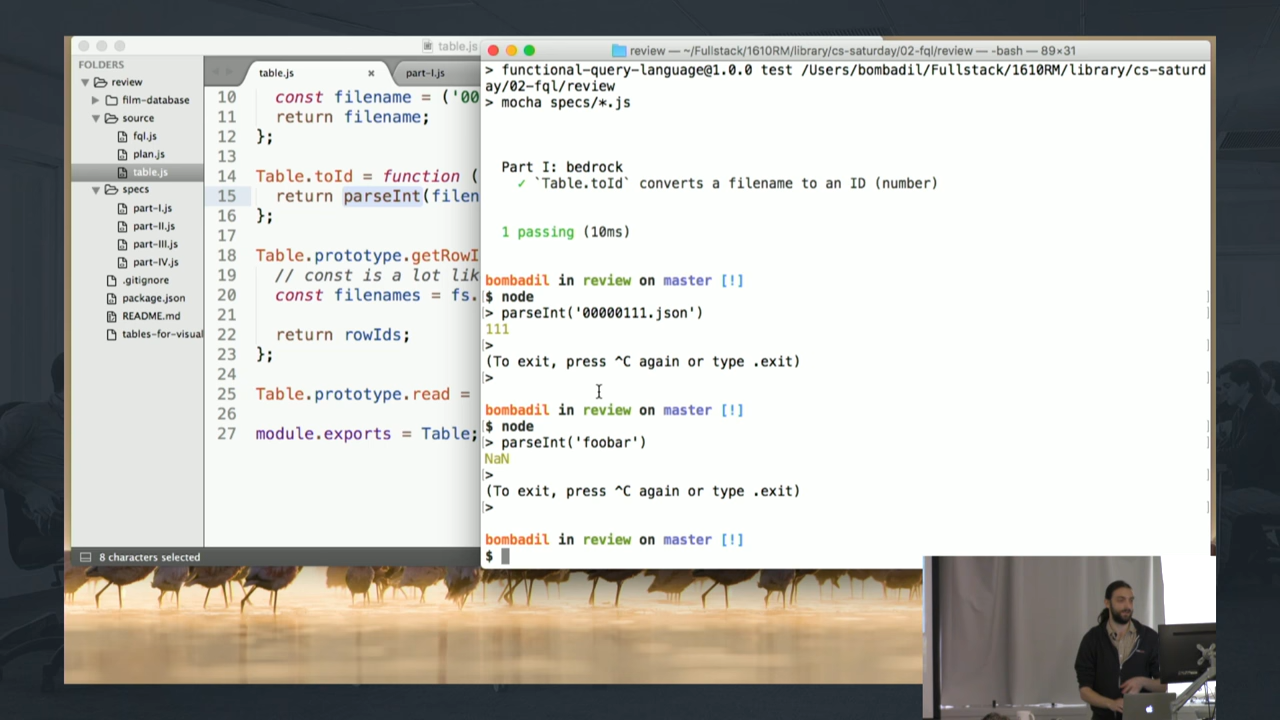 table.js
FOLDERS
review
film-database
source
fql.js
plan.js
table.js
specs
part-I.js
part-II.js
part-III.js
part-IV.js
.gitignore
package.json
README.md
tables-for-visual
table.js × part-I.js
10 const filename = ('00
11 return filename;
12 };
13
14 Table.toId = function (
15 return parseInt(filen
16 };
17
18 Table.prototype.getRowI
19 // const is a lot lik
20 const filenames = fs.
21
22 return rowIds;
23 };
24
25 Table.prototype.read =
26
27 module.exports = Table;
8 characters selected
review — ~/Fullstack/1610RM/library/cs-saturday/02-fql/review — -bash — 89×31
> functional-query-language@1.0.0 test /Users/bombadil/Fullstack/1610RM/library/cs-saturd
ay/02-fql/review
> mocha specs/*.js
Part I: bedrock
✓ `Table.toId` converts a filename to an ID (number)
1 passing (10ms)
bombadil in review on master [!]
$ node
> parseInt('00000111.json')
111
>
(To exit, press ^C again or type .exit)
>
bombadil in review on master [!]
$ node
> parseInt('foobar')
NaN
>
(To exit, press ^C again or type .exit)
>
bombadil in review on master [!]
$